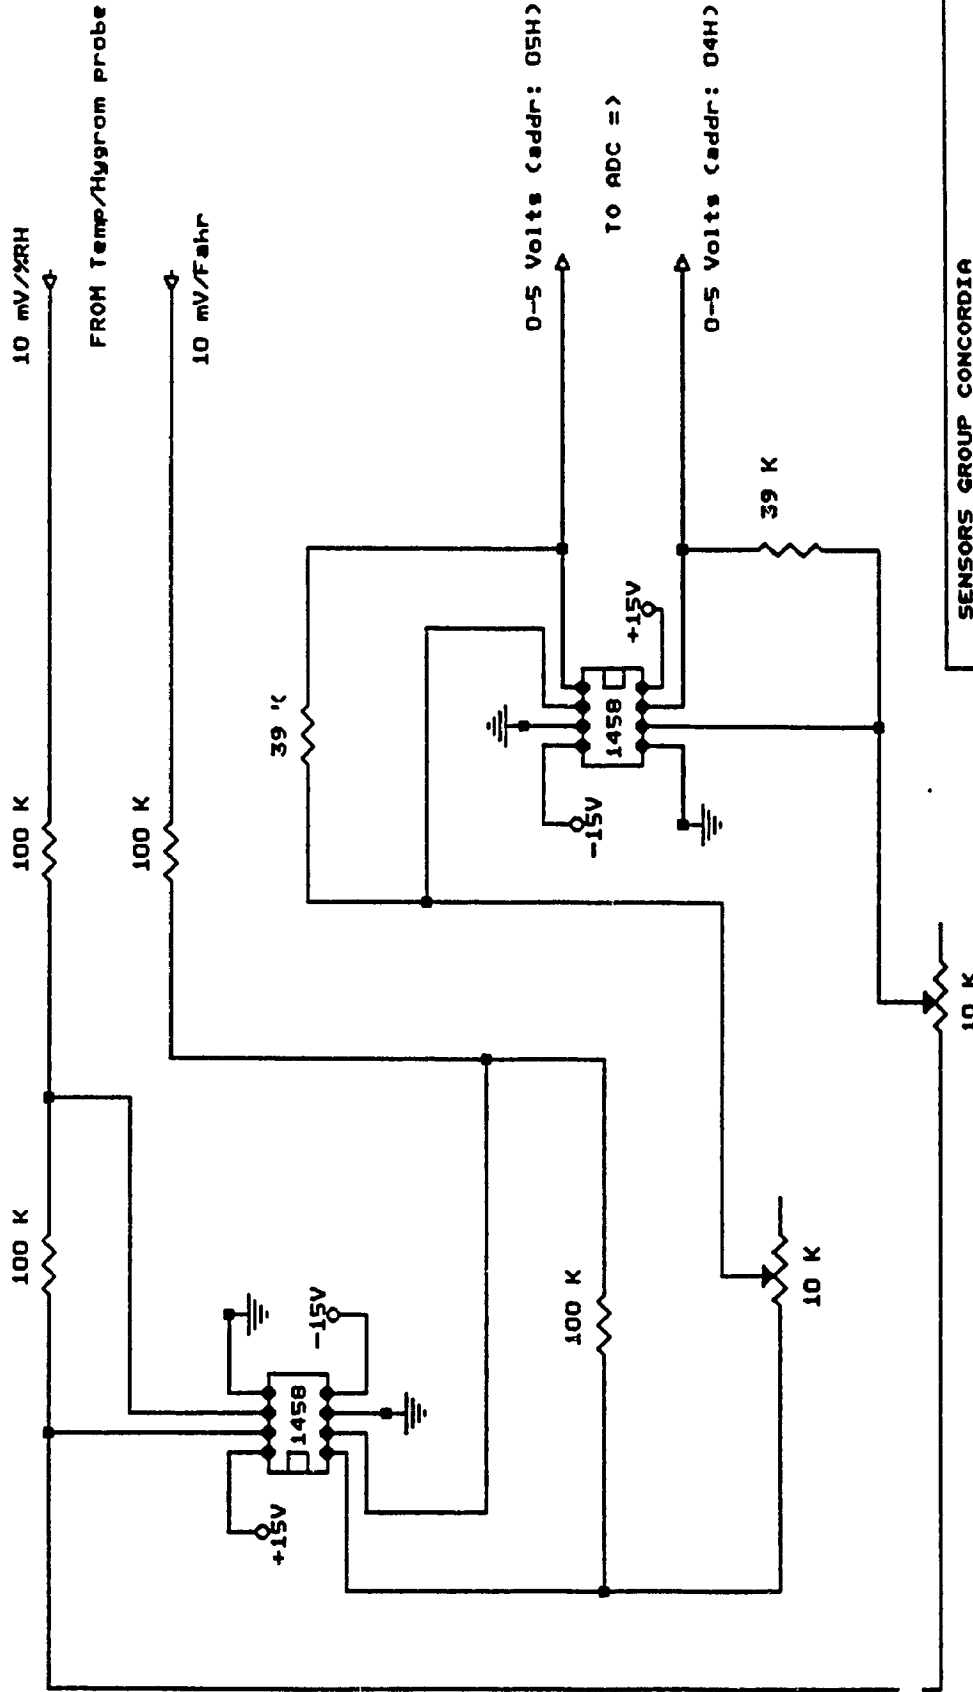 10 mV/%RH
FROM Temp/Hygrom probe
10 mV/Fahr
100 K
100 K
100 K
100 K
39 K
39 K
10 K
10 K
1458
+15V
-15V
1458
+15V
-15V
0-5 Volts (addr: 05H)
TO ADC =>
0-5 Volts (addr: 04H)
SENSORS GROUP CONCORDIA